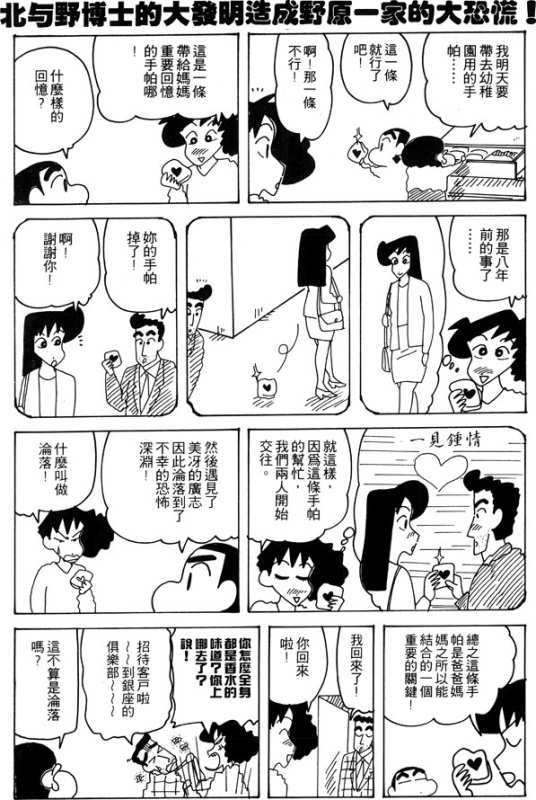 北与野博士的大發明造成野原一家的大恐慌！
我明天要
帶去幼稚
園用的手
帕……
這一條
就行了
吧！
啊！那一條
不行！
這是一條
帶給媽媽
重要回憶
的手帕哪
！
什麼樣的
回憶？
那是八年
前的事了
……
妳的手帕
掉了！
啊！
謝謝你！
一見鍾情
就這樣，
因爲這條手帕
的幫忙，
我們兩人開始
交往。
然後遇見了
美冴的廣志
因此淪落到了
不幸的恐怖
深淵！
什麼叫做
淪落！
總之這條手
帕是爸爸媽
媽之所以能
結合的一個
重要的關鍵！
我回來了！
你回來
啦！
你怎麼全身
都是香水的
味道？你上
哪去了？
說！
招待客戶啦
～到銀座的
俱樂部～～～
這不算是淪落
嗎？